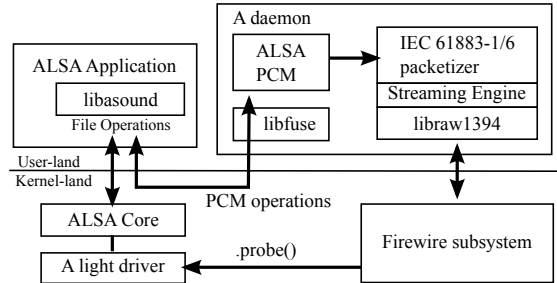 A daemon
ALSA Application
libasound
File Operations
ALSA
PCM
libfuse
IEC 61883-1/6
packetizer
Streaming Engine
libraw1394
User-land
Kernel-land
PCM operations
ALSA Core
A light driver
.probe()
Firewire subsystem